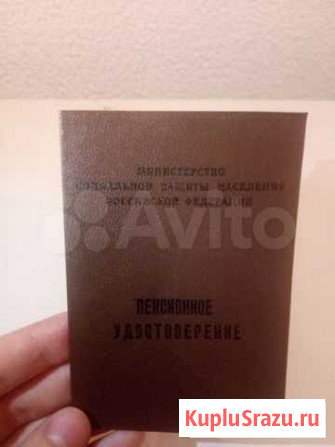 МИНИСТЕРСТВО
СОЦИАЛЬНОЙ ЗАЩИТЫ НАСЕЛЕНИЯ
РОССИЙСКОЙ ФЕДЕРАЦИИ
Avito
ПЕНСИОННОЕ
УДОСТОВЕРЕНИЕ
KupluSrazu.ru